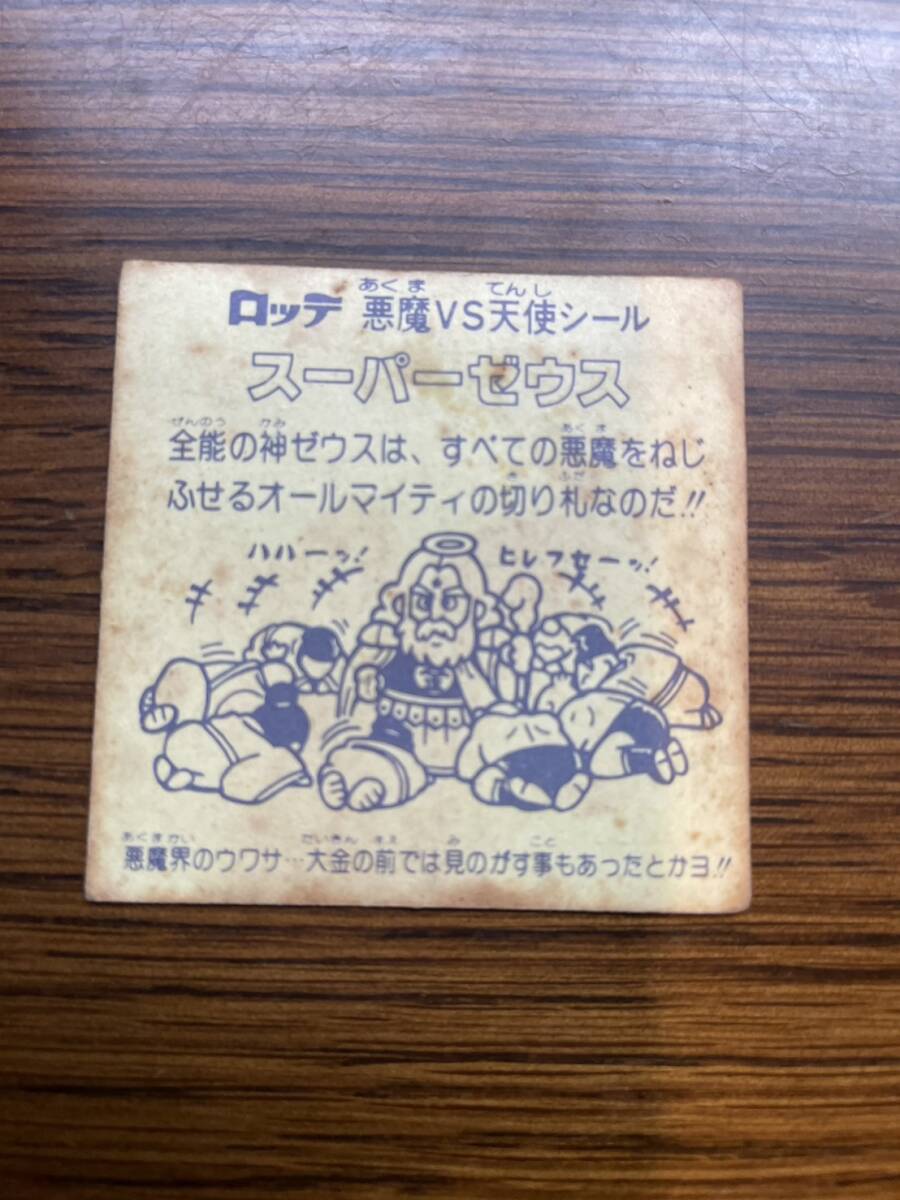 ロッテ 悪魔VS天使シール
スーパーゼウス
全能の神ゼウスは、すべての悪魔をねじ
ふせるオールマイティの切り札なのだ!!
ハハーッ! ヒレフセーッ!
悪魔界のウワサ…大金の前では見のがす事もあったとかヨ!!